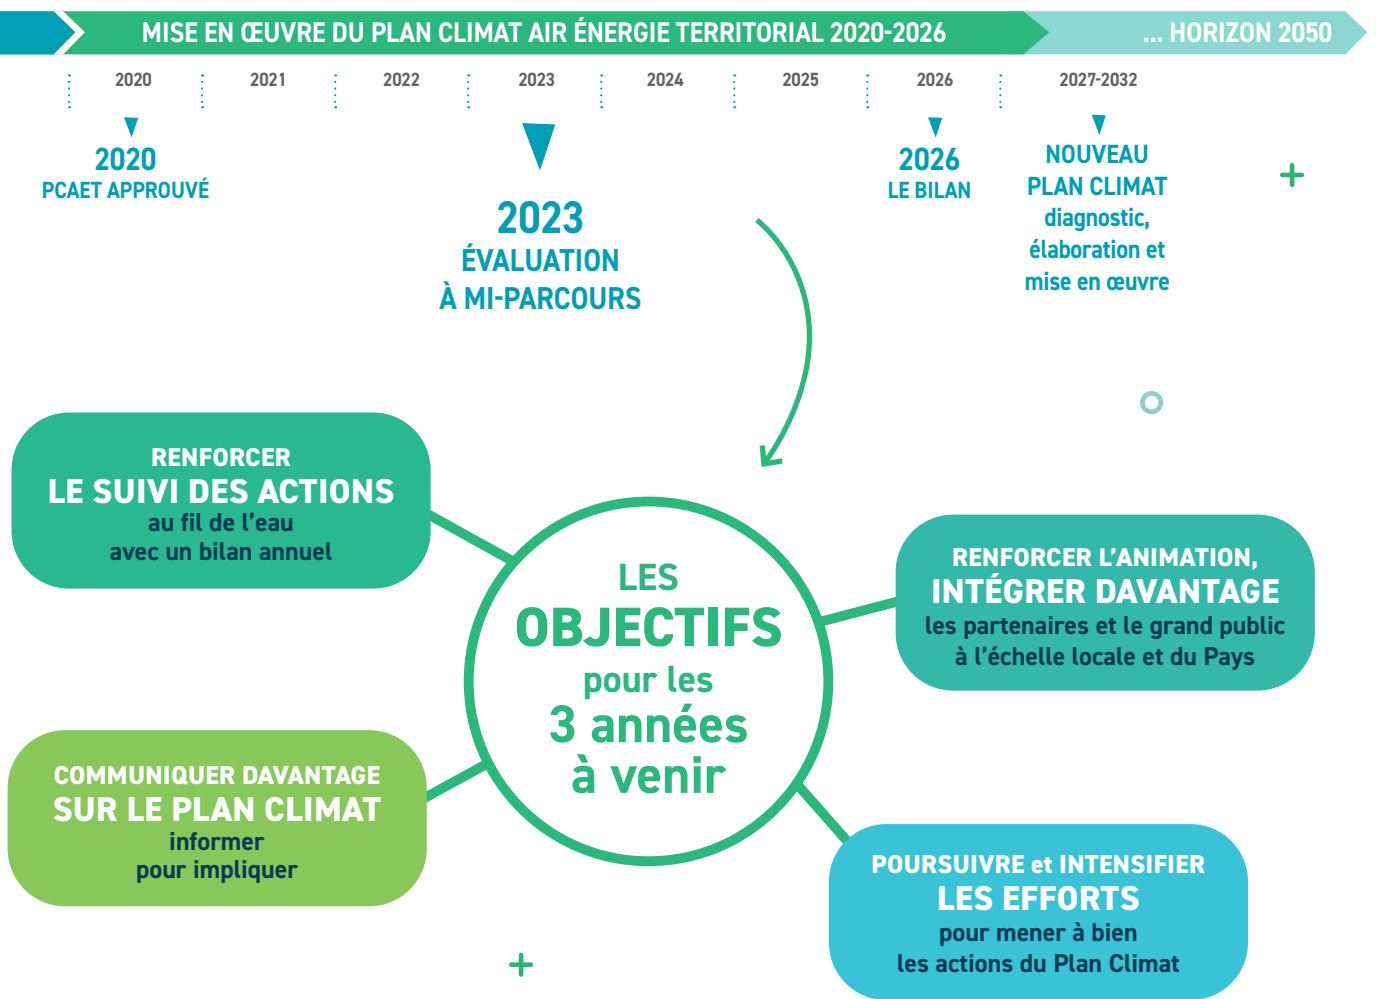 MISE EN ŒUVRE DU PLAN CLIMAT AIR ÉNERGIE TERRITORIAL 2020-2026
... HORIZON 2050
2020
2021
2022
2023
2024
2025
2026
2027-2032
2020
PCAET APPROUVÉ
2023
ÉVALUATION
À MI-PARCOURS
2026
LE BILAN
NOUVEAU
PLAN CLIMAT
diagnostic,
élaboration et
mise en œuvre
RENFORCER
LE SUIVI DES ACTIONS
au fil de l’eau
avec un bilan annuel
LES
OBJECTIFS
pour les
3 années
à venir
RENFORCER L’ANIMATION,
INTÉGRER DAVANTAGE
les partenaires et le grand public
à l’échelle locale et du Pays
COMMUNIQUER DAVANTAGE
SUR LE PLAN CLIMAT
informer
pour impliquer
POURSUIVRE et INTENSIFIER
LES EFFORTS
pour mener à bien
les actions du Plan Climat